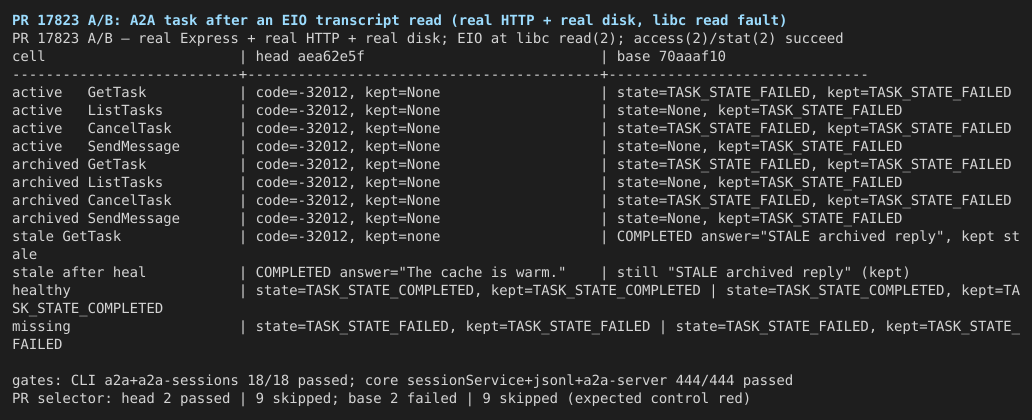 PR 17823 A/B: A2A task after an EIO transcript read (real HTTP + real disk, libc read fault)
PR 17823 A/B — real Express + real HTTP + real disk; EIO at libc read(2); access(2)/stat(2) succeed
cell                       | head aea62e5f                            | base 70aaaf10
---------------------------+------------------------------------------+------------------------------
active   GetTask           | code=-32012, kept=None                   | state=TASK_STATE_FAILED, kept=TASK_STATE_FAILED
active   ListTasks         | code=-32012, kept=None                   | state=None, kept=TASK_STATE_FAILED
active   CancelTask        | code=-32012, kept=None                   | state=TASK_STATE_FAILED, kept=TASK_STATE_FAILED
active   SendMessage       | code=-32012, kept=None                   | state=TASK_STATE_FAILED, kept=TASK_STATE_FAILED
archived GetTask           | code=-32012, kept=None                   | state=TASK_STATE_FAILED, kept=TASK_STATE_FAILED
archived ListTasks         | code=-32012, kept=None                   | state=None, kept=TASK_STATE_FAILED
archived CancelTask        | code=-32012, kept=None                   | state=TASK_STATE_FAILED, kept=TASK_STATE_FAILED
archived SendMessage       | code=-32012, kept=None                   | state=None, kept=TASK_STATE_FAILED
stale GetTask              | code=-32012, kept=none                   | COMPLETED answer="STALE archived reply", kept st
ale
stale after heal           | COMPLETED answer="The cache is warm."    | still "STALE archived reply" (kept)
healthy                    | state=TASK_STATE_COMPLETED, kept=TASK_STATE_COMPLETED | state=TASK_STATE_COMPLETED, kept=TA
SK_STATE_COMPLETED
missing                    | state=TASK_STATE_FAILED, kept=TASK_STATE_FAILED | state=TASK_STATE_FAILED, kept=TASK_STATE_
FAILED
gates: CLI a2a+a2a-sessions 18/18 passed; core sessionService+jsonl+a2a-server 444/444 passed
PR selector: head 2 passed | 9 skipped; base 2 failed | 9 skipped (expected control red)